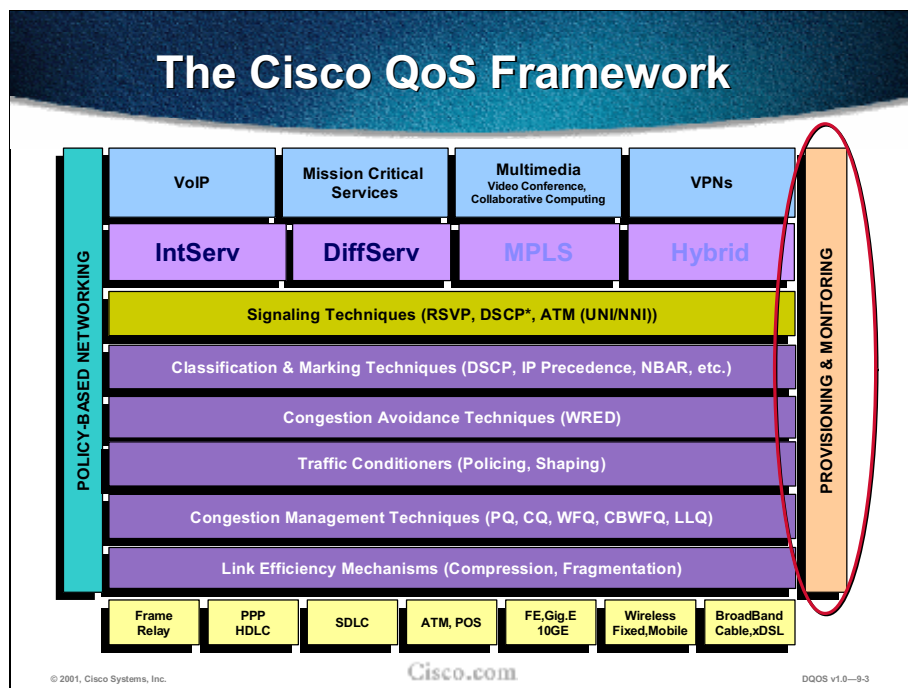 The Cisco QoS Framework
POLICY-BASED NETWORKING
VoIP
Mission Critical
Services
Multimedia
Video Conference,
Collaborative Computing
VPNs
IntServ
DiffServ
MPLS
Hybrid
Signaling Techniques (RSVP, DSCP*, ATM (UNI/NNI))
Classification & Marking Techniques (DSCP, IP Precedence, NBAR, etc.)
Congestion Avoidance Techniques (WRED)
Traffic Conditioners (Policing, Shaping)
Congestion Management Techniques (PQ, CQ, WFQ, CBWFQ, LLQ)
Link Efficiency Mechanisms (Compression, Fragmentation)
PROVISIONING & MONITORING
Frame
Relay
PPP
HDLC
SDLC
ATM, POS
FE,Gig.E
10GE
Wireless
Fixed,Mobile
BroadBand
Cable,xDSL
© 2001, Cisco Systems, Inc.
Cisco.com
DQOS v1.0—9-3